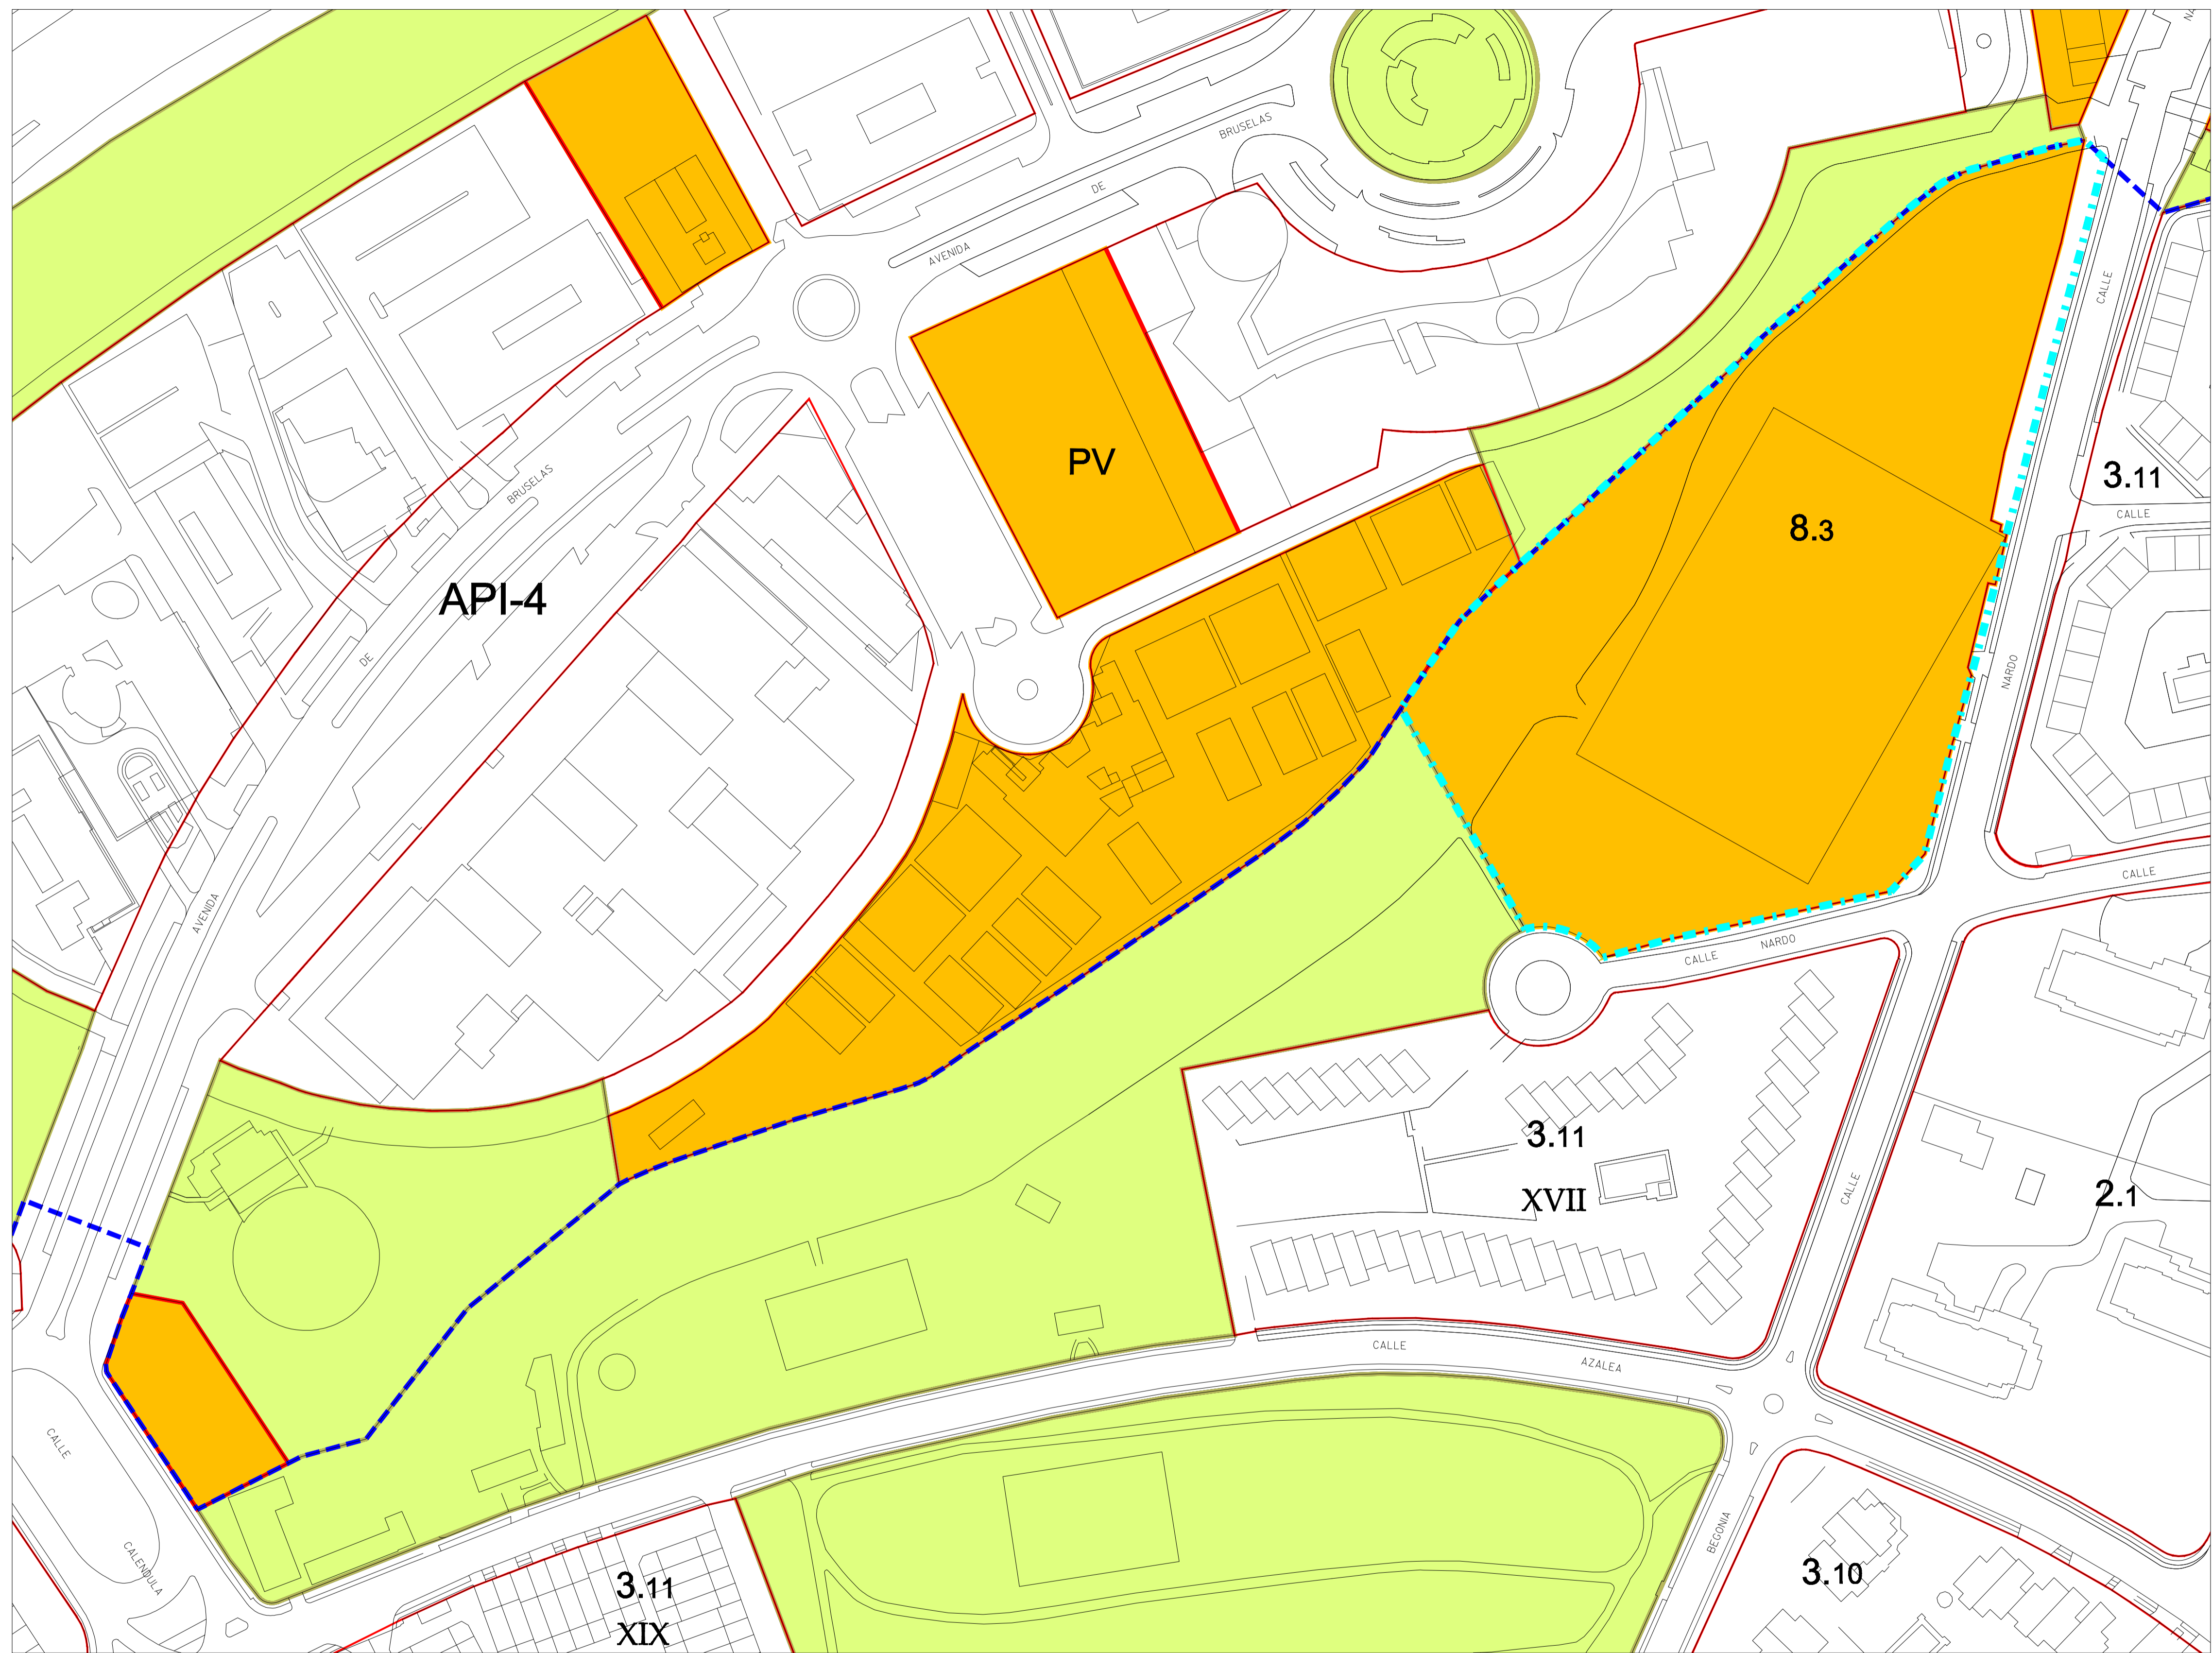 NA
BRUSELAS
DE
AVENIDA
CALLE
PV
3.11
CALLE
8.3
BRUSELAS
API-4
DE
NARDO
CALLE
AVENIDA
NARDO
CALLE
3.11
XVII
CALLE
2.1
CALLE
AZALEA
CALLE
BEGONIA
CALENDULA
3.10
3.11
XIX